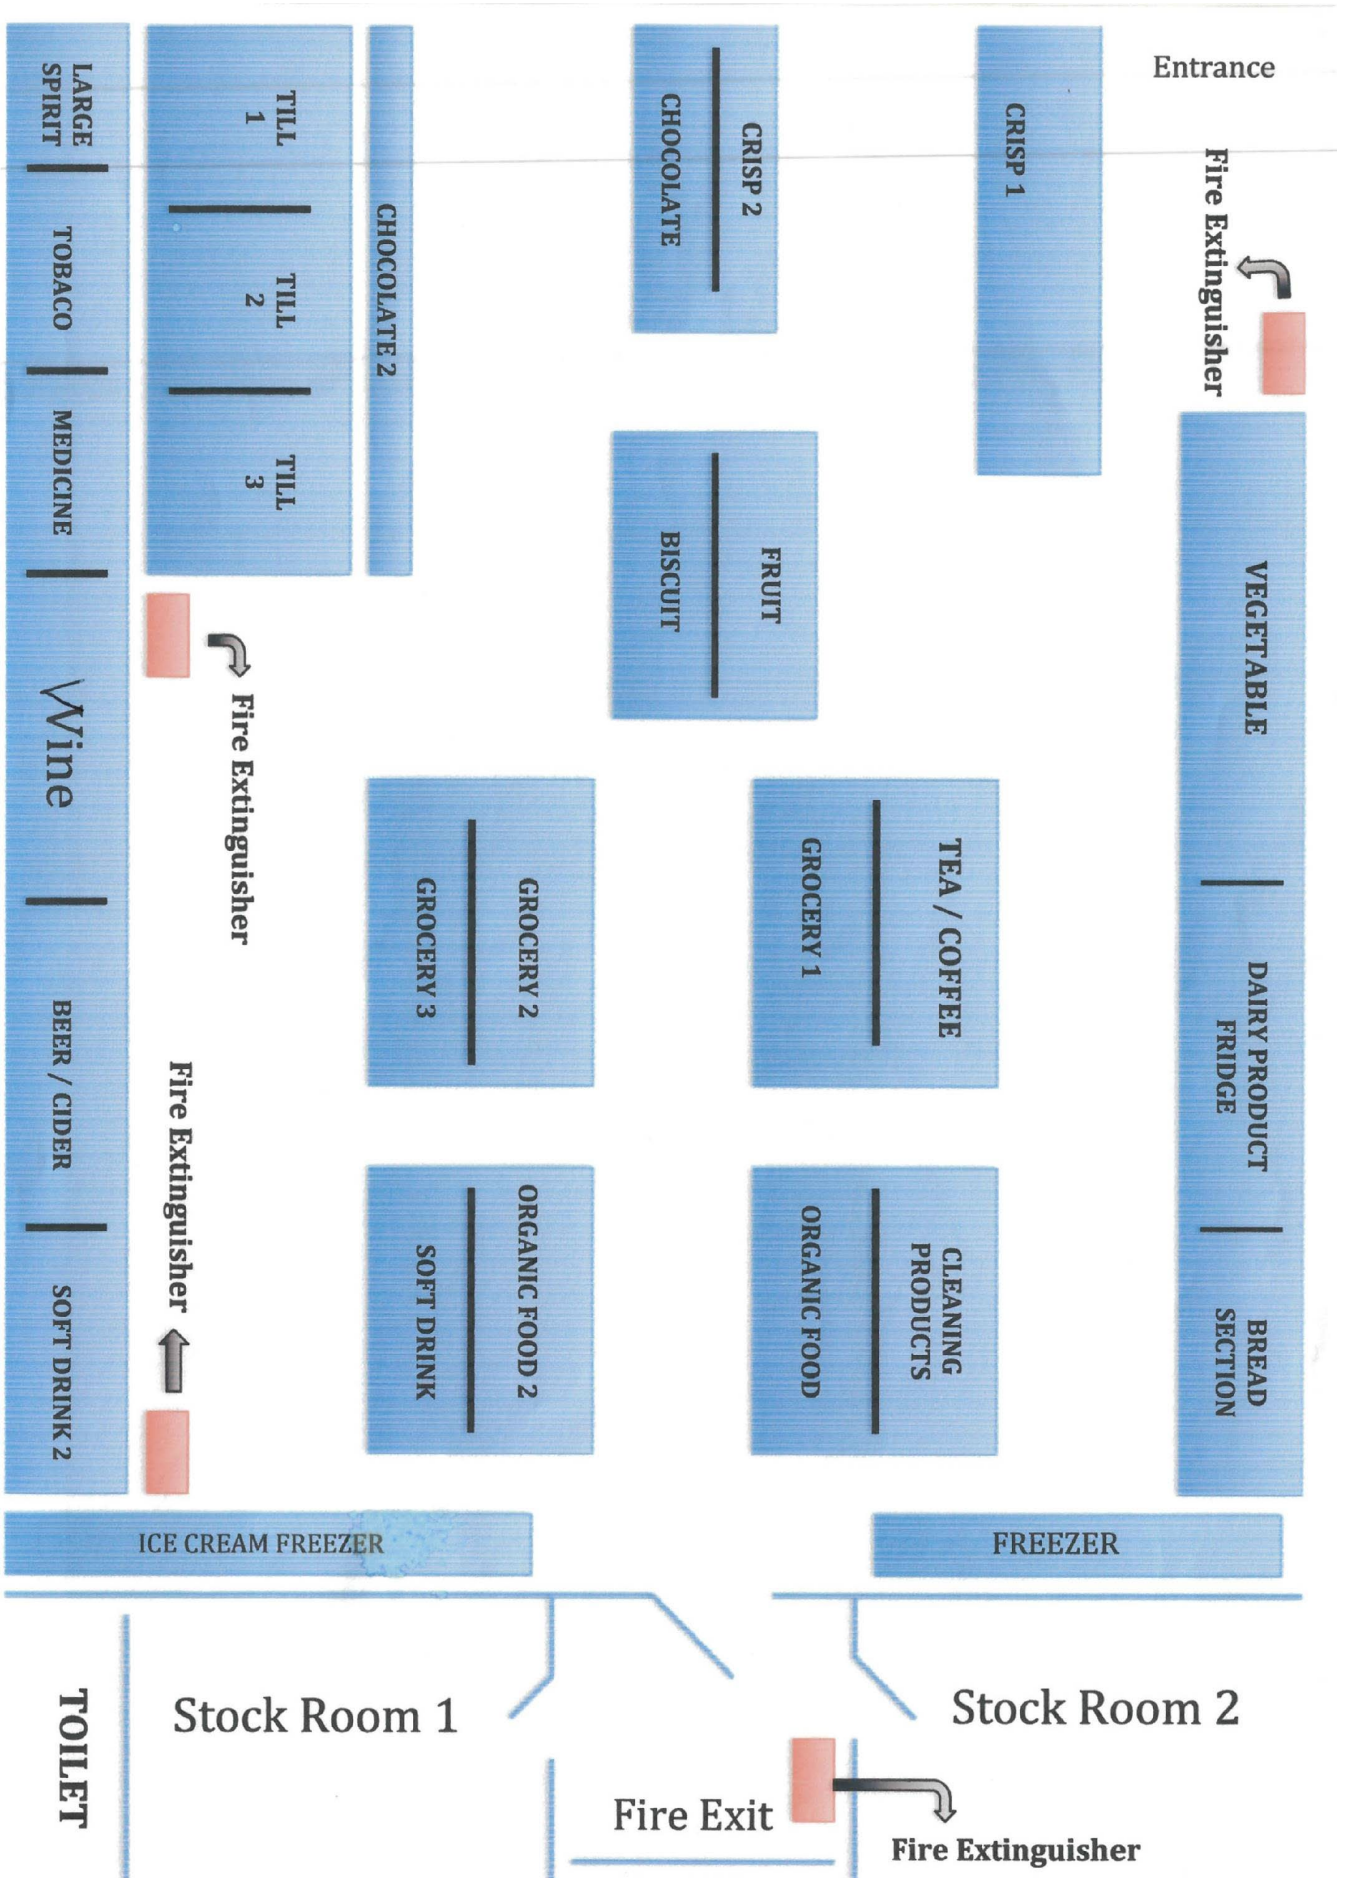 Entrance
LARGE
SPIRIT
TOBACO
MEDICINE
Wine
BEER / CIDER
SOFT DRINK 2
TILL
1
TILL
2
TILL
3
CHOCOLATE 2
CRISP 2
CHOCOLATE
CRISP 1
Fire Extinguisher
FRUIT
BISCUIT
VEGETABLE
DAIRY PRODUCT
FRIDGE
BREAD
SECTION
Fire Extinguisher
Fire Extinguisher
GROCERY 2
GROCERY 3
TEA / COFFEE
GROCERY 1
ORGANIC FOOD 2
SOFT DRINK
CLEANING
PRODUCTS
ORGANIC FOOD
ICE CREAM FREEZER
FREEZER
TOILET
Stock Room 1
Stock Room 2
Fire Exit
Fire Extinguisher